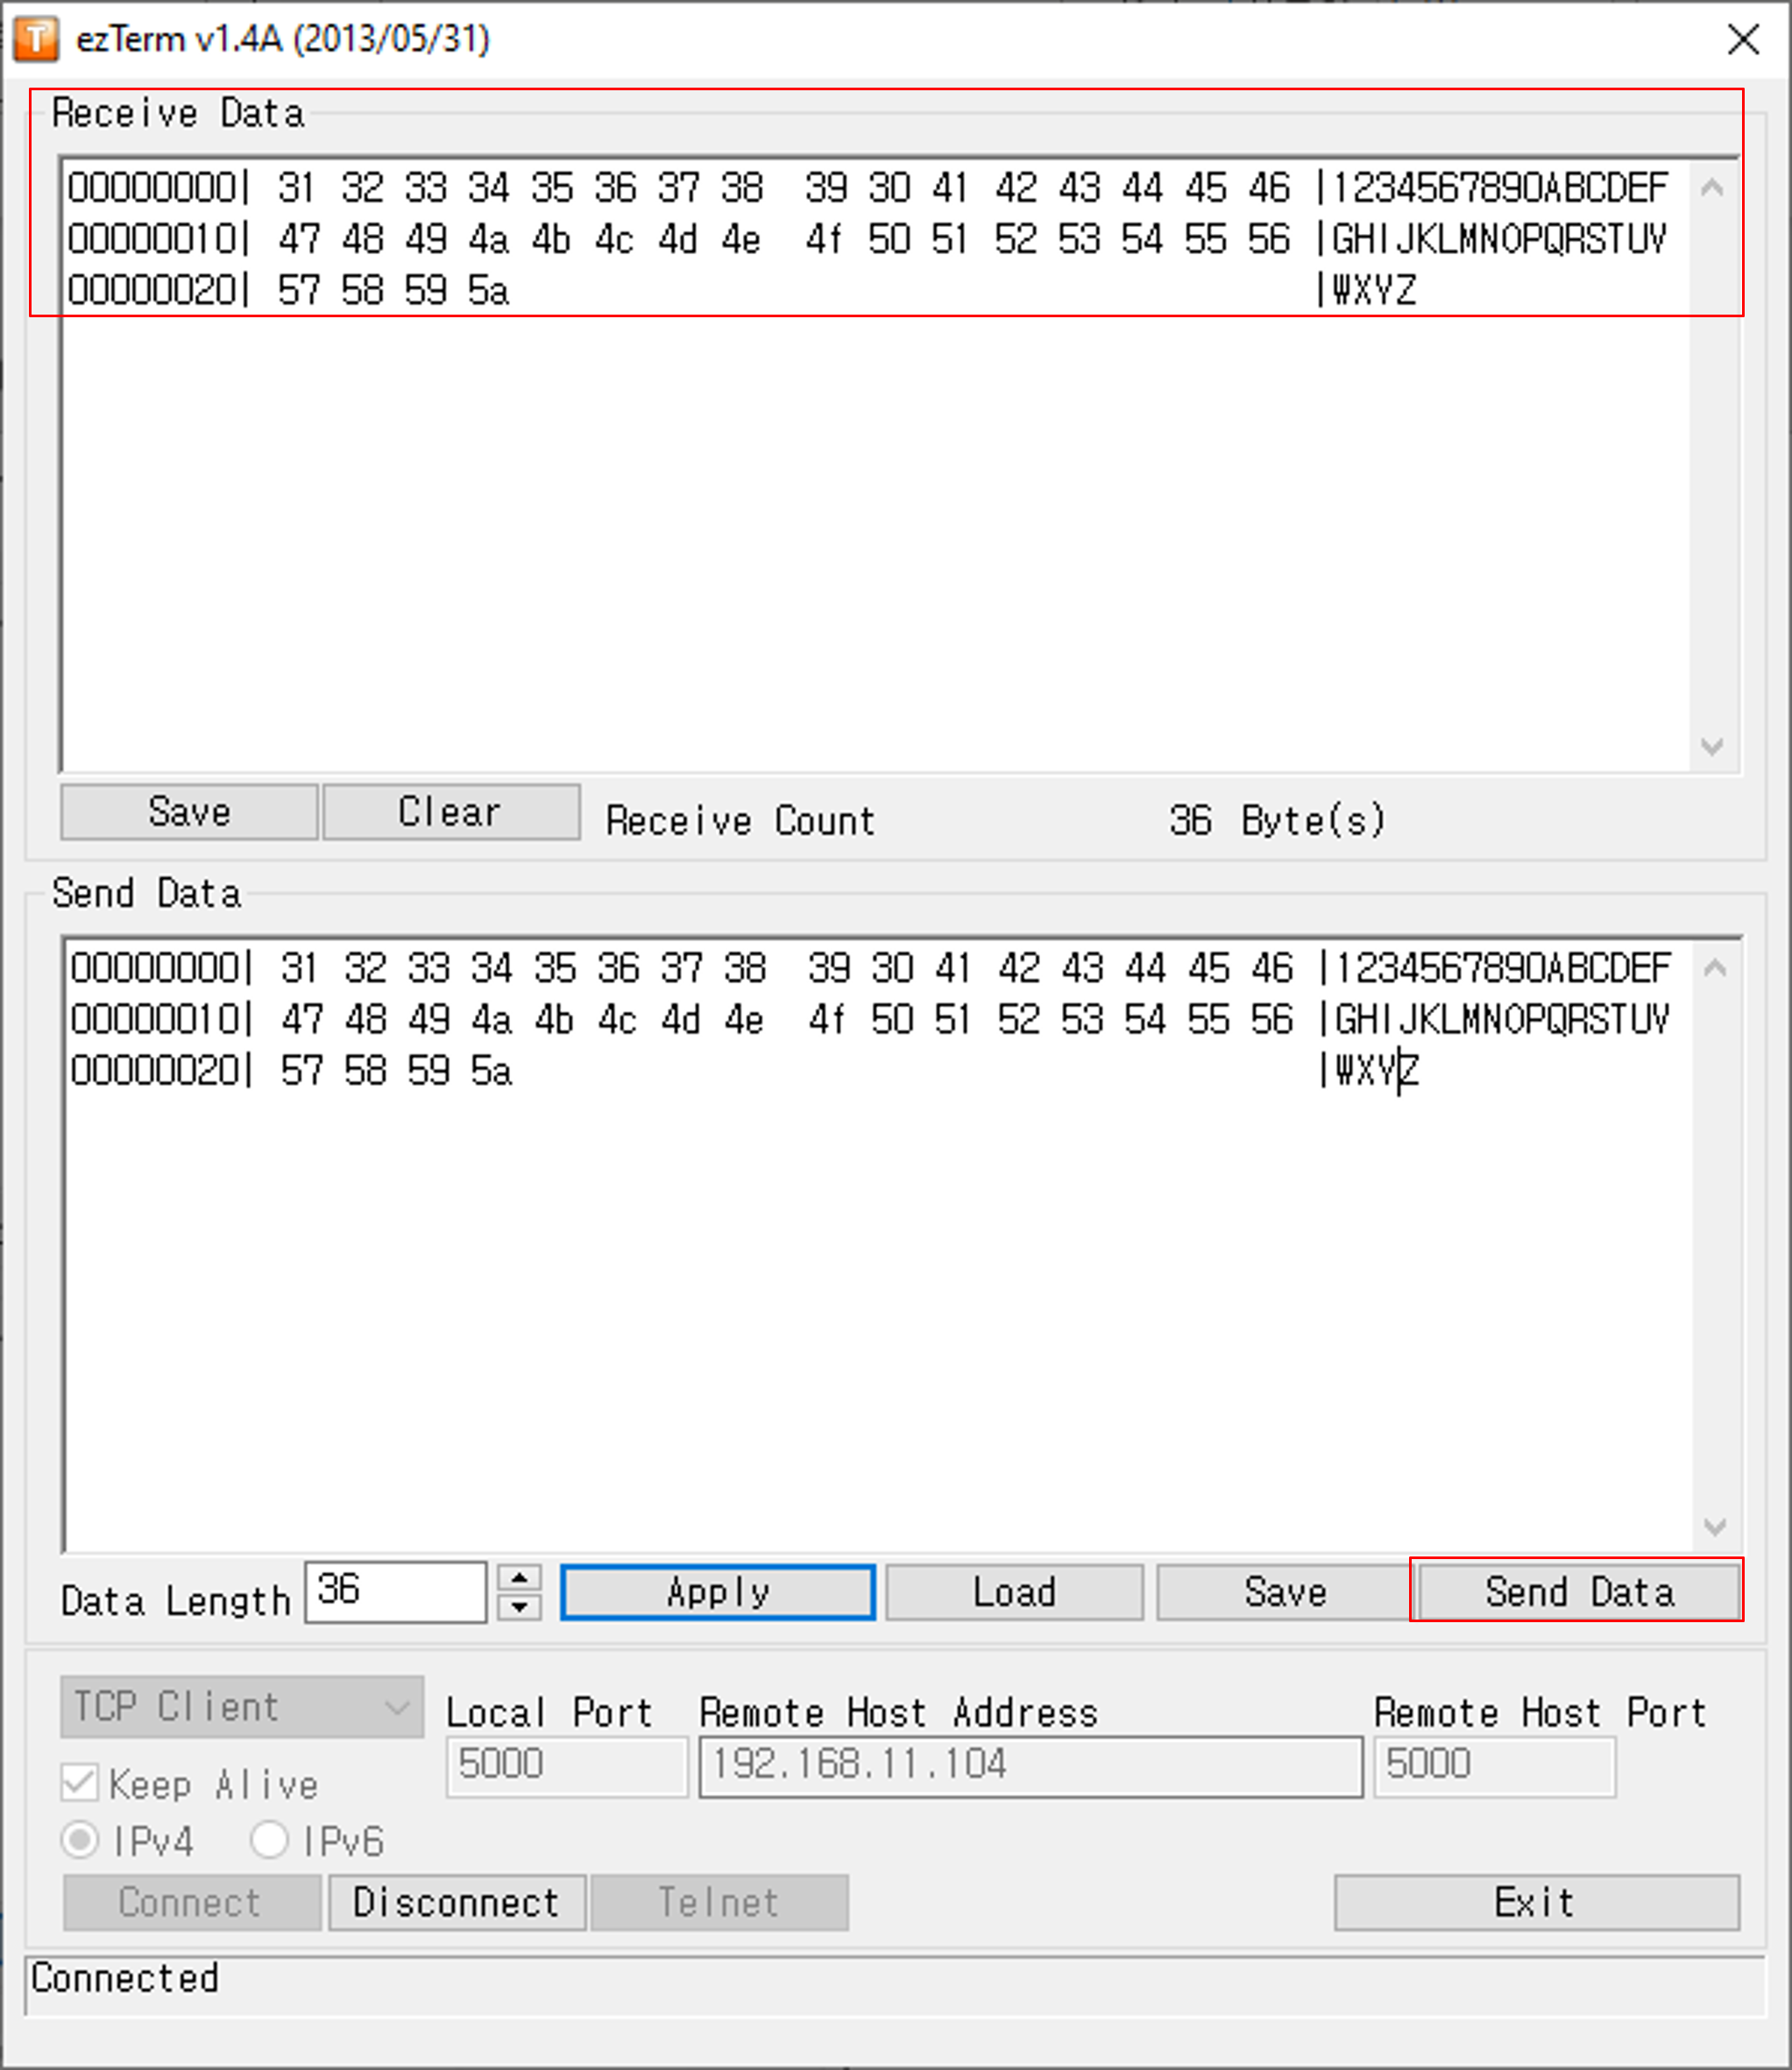 ezTerm v1.4A (2013/05/31)
Receive Data
00000000| 31 32 33 34 35 36 37 38  39 30 41 42 43 44 45 46 |1234567890ABCDEF
00000010| 47 48 49 4a 4b 4c 4d 4e  4f 50 51 52 53 54 55 56 |GHIJKLMNOPQRSTUV
00000020| 57 58 59 5a |WXYZ
Save Clear Receive Count 36 Byte(s)
Send Data
00000000| 31 32 33 34 35 36 37 38  39 30 41 42 43 44 45 46 |1234567890ABCDEF
00000010| 47 48 49 4a 4b 4c 4d 4e  4f 50 51 52 53 54 55 56 |GHIJKLMNOPQRSTUV
00000020| 57 58 59 5a |WXYZ
Data Length 36 Apply Load Save Send Data
TCP Client Local Port Remote Host Address Remote Host Port
5000 192.168.11.104 5000
Keep Alive
IPv4 IPv6
Connect Disconnect Telnet Exit
Connected